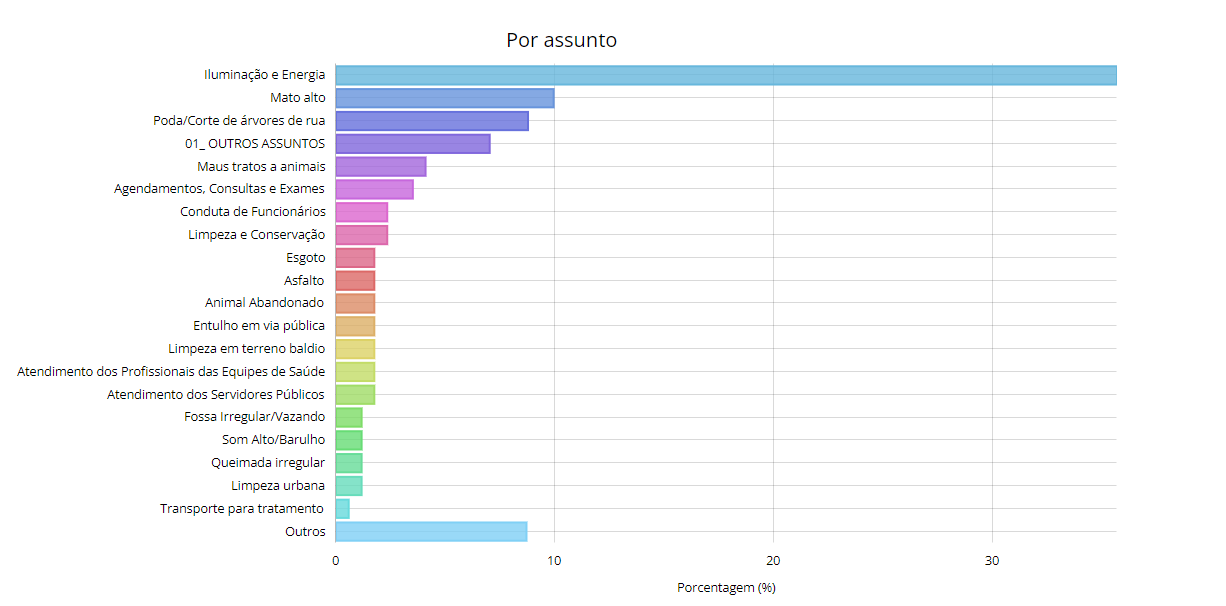 Por assunto
Iluminação e Energia
Mato alto
Poda/Corte de árvores de rua
01_ OUTROS ASSUNTOS
Maus tratos a animais
Agendamentos, Consultas e Exames
Conduta de Funcionários
Limpeza e Conservação
Esgoto
Asfalto
Animal Abandonado
Entulho em via pública
Limpeza em terreno baldio
Atendimento dos Profissionais das Equipes de Saúde
Atendimento dos Servidores Públicos
Fossa Irregular/Vazando
Som Alto/Barulho
Queimada irregular
Limpeza urbana
Transporte para tratamento
Outros
0 10 20 30
Porcentagem (%)